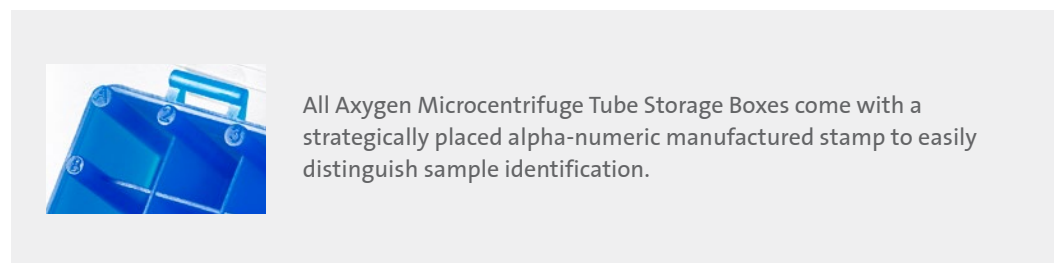 A
2
3
B
All Axygen Microcentrifuge Tube Storage Boxes come with a
strategically placed alpha-numeric manufactured stamp to easily
distinguish sample identification.